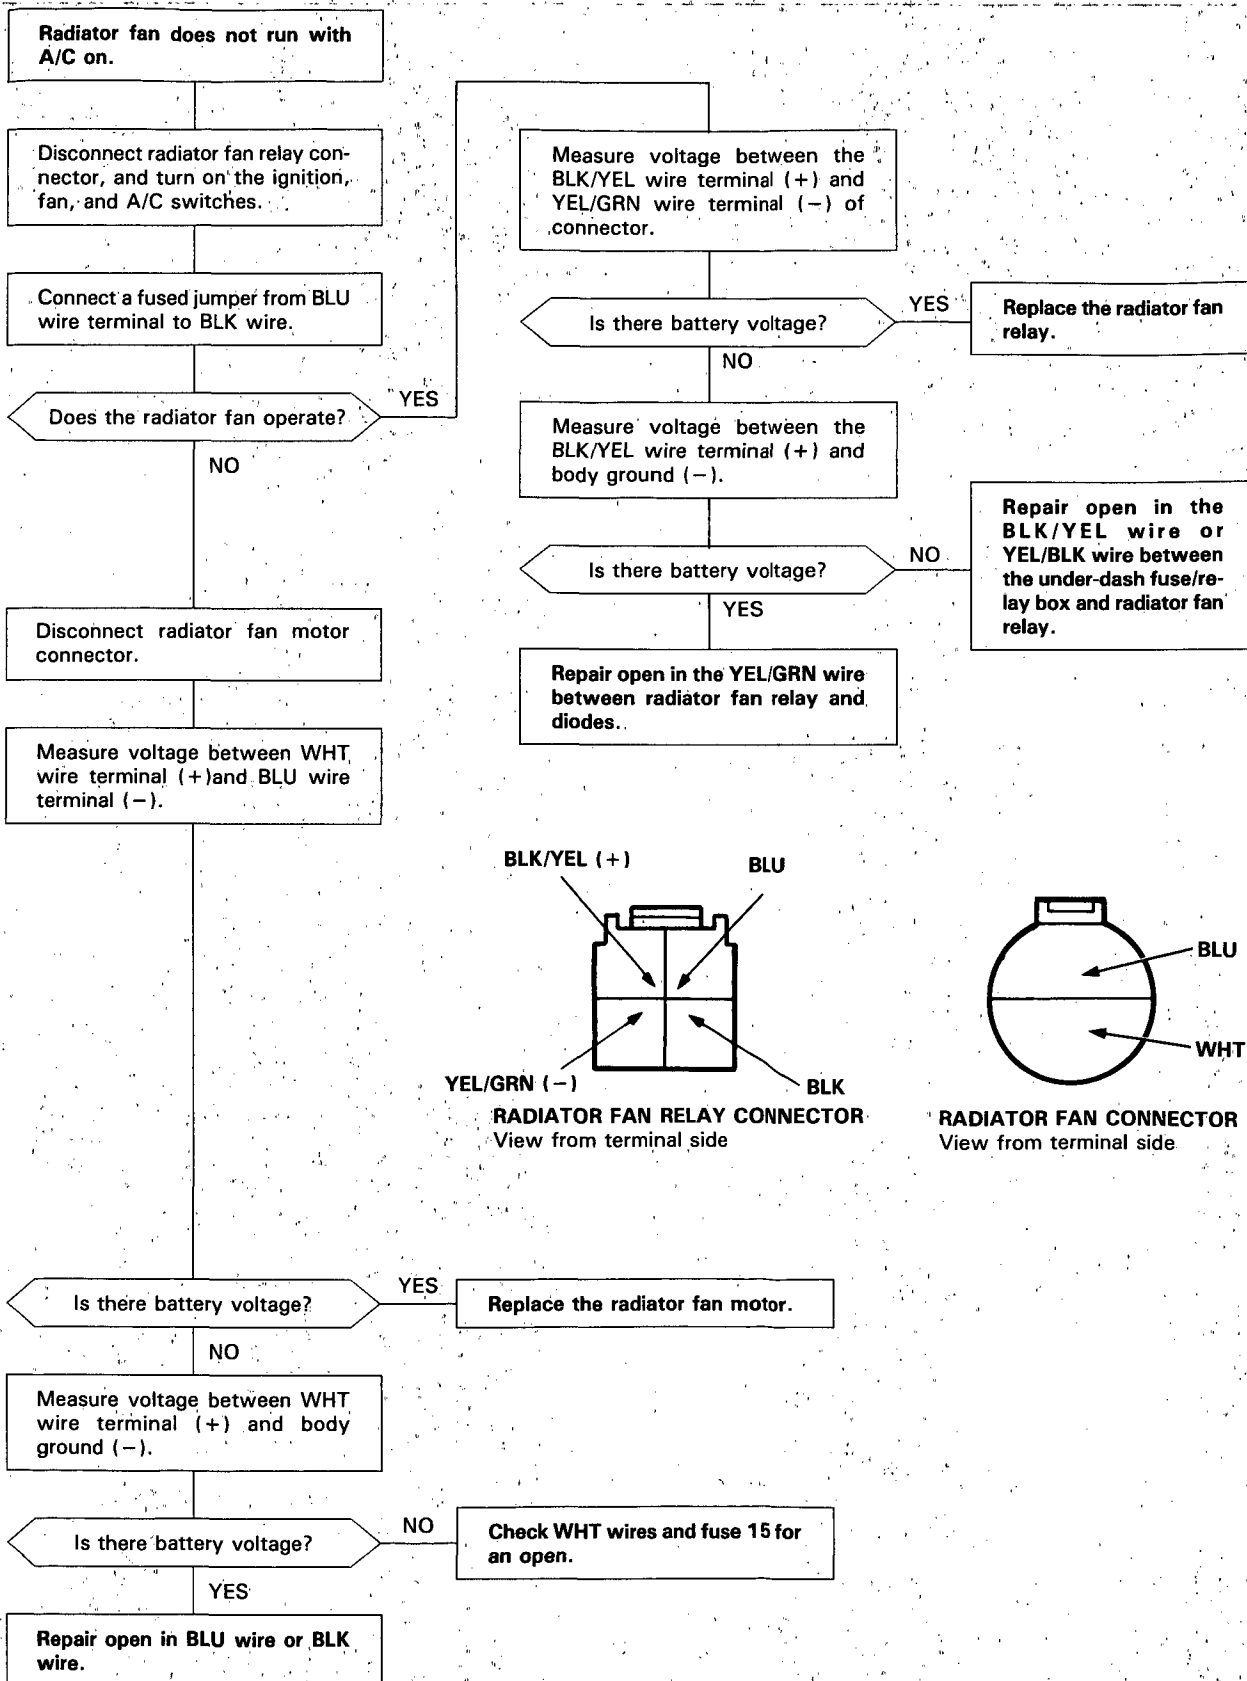 Radiator fan does not run with
A/C on.
Disconnect radiator fan relay con-
nector, and turn on the ignition,
fan, and A/C switches.
Connect a fused jumper from BLU
wire terminal to BLK wire.
Does the radiator fan operate?
YES
NO
Disconnect radiator fan motor
connector.
Measure voltage between WHT
wire terminal (+)and BLU wire
terminal (−).
Measure voltage between the
BLK/YEL wire terminal (+) and
YEL/GRN wire terminal (−) of
connector.
Is there battery voltage?
YES
Replace the radiator fan
relay.
NO
Measure voltage between the
BLK/YEL wire terminal (+) and
body ground (−).
Is there battery voltage?
NO
Repair open in the
BLK/YEL wire or
YEL/BLK wire between
the under-dash fuse/re-
lay box and radiator fan
relay.
YES
Repair open in the YEL/GRN wire
between radiator fan relay and
diodes.
BLK/YEL (+)
BLU
YEL/GRN (−)
BLK
RADIATOR FAN RELAY CONNECTOR
View from terminal side
BLU
WHT
RADIATOR FAN CONNECTOR
View from terminal side
Is there battery voltage?
YES
Replace the radiator fan motor.
NO
Measure voltage between WHT
wire terminal (+) and body
ground (−).
Is there battery voltage?
NO
Check WHT wires and fuse 15 for
an open.
YES
Repair open in BLU wire or BLK
wire.